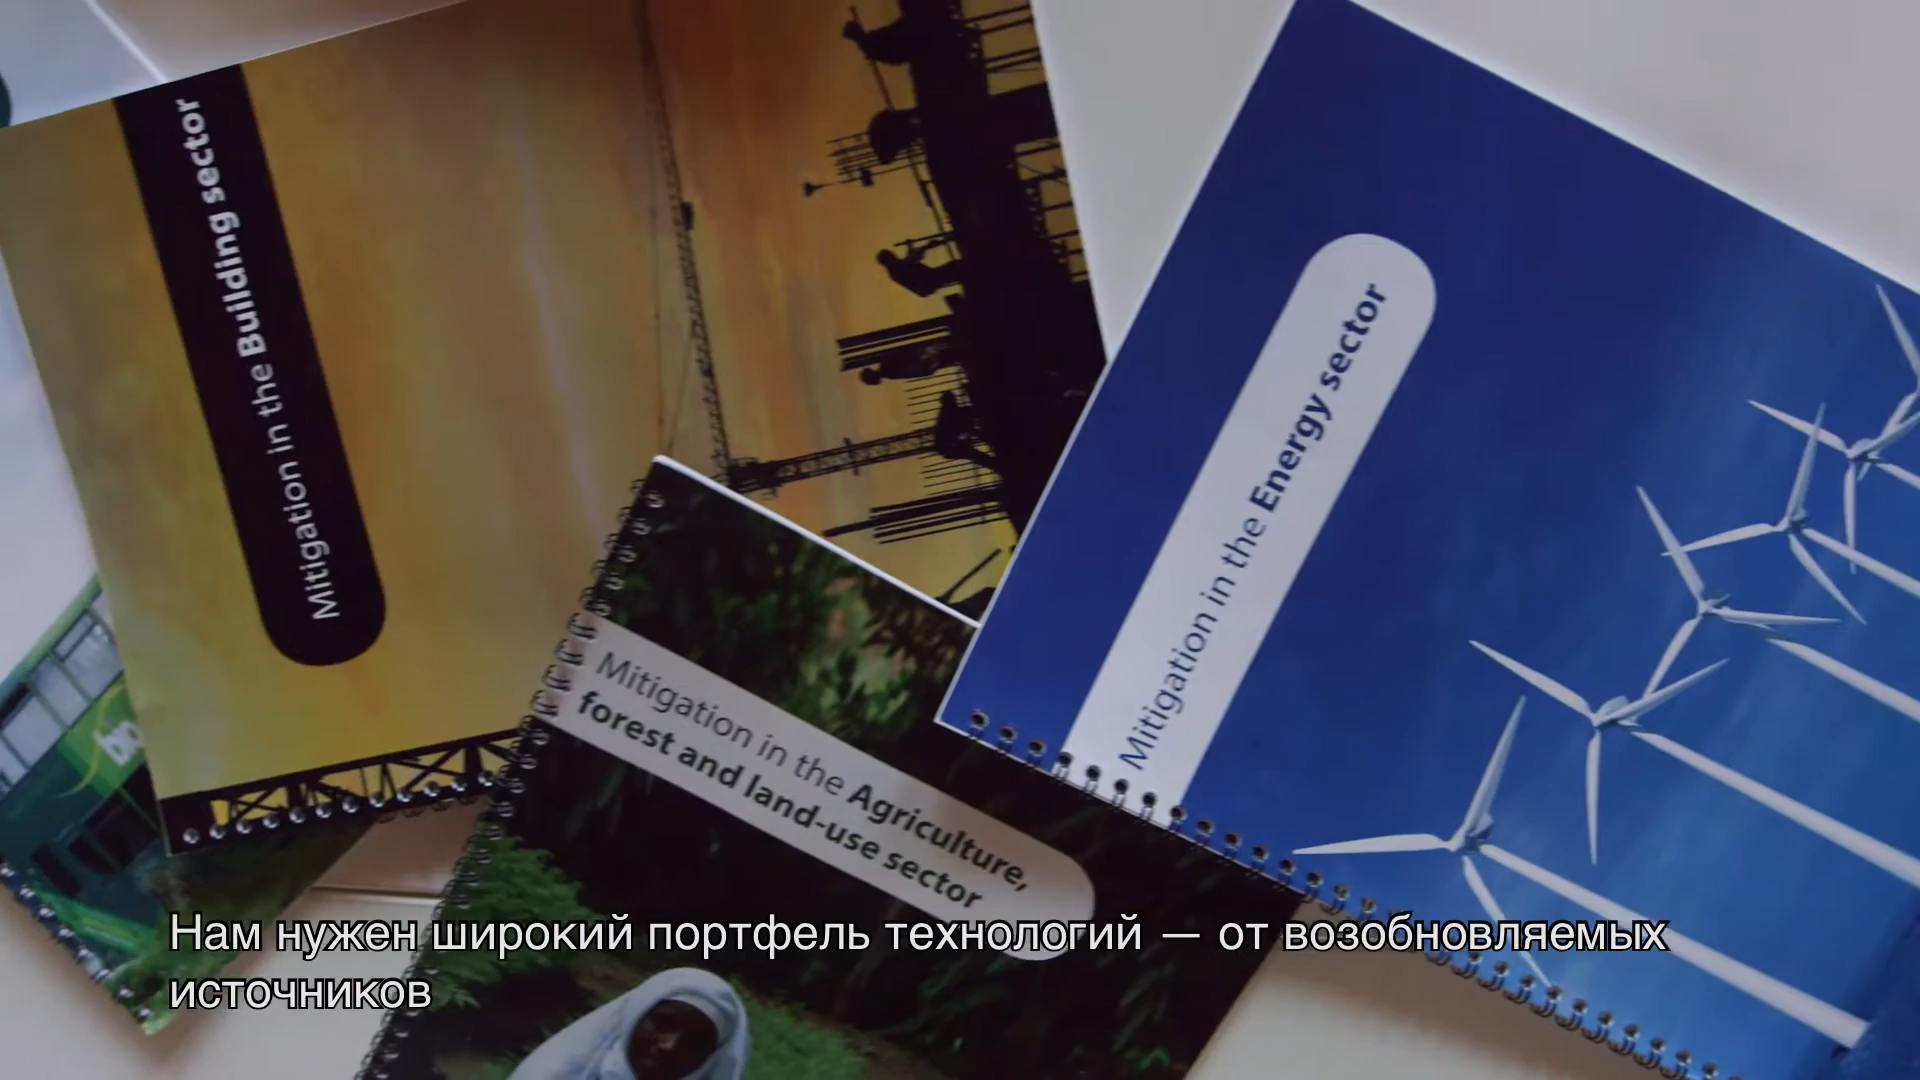 Mitigation in the Building sector
Mitigation in the Energy sector
Mitigation in the Agriculture,
forest and land-use sector
Нам нужен широкий портфель технологий — от возобновляемых
источников